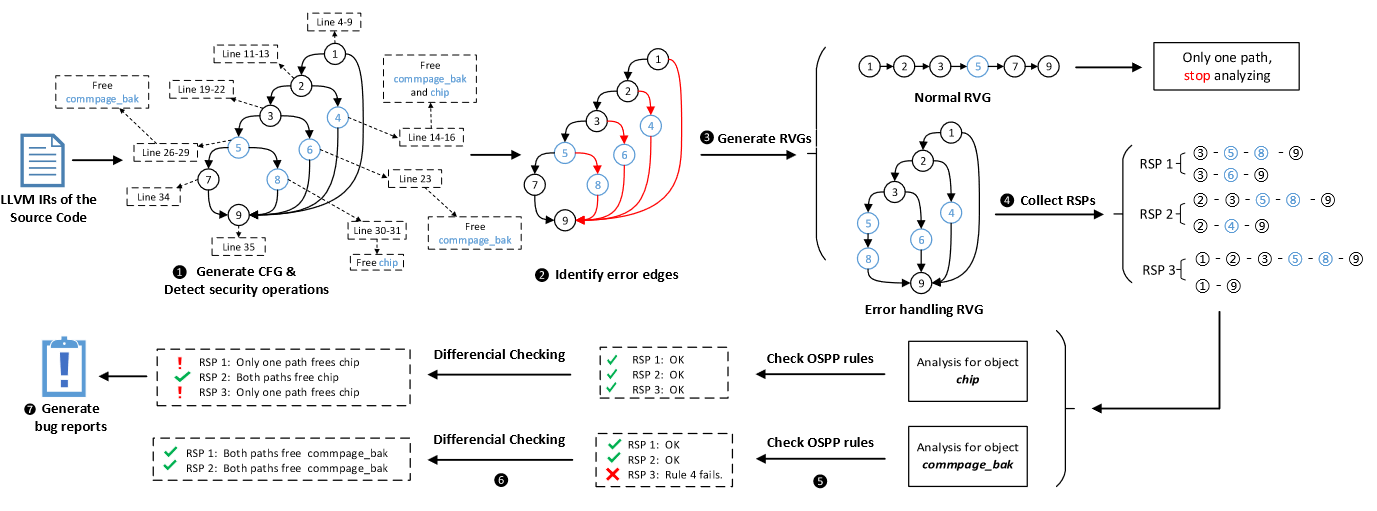 Line 4-9
1
Line 11-13
2
Free
commpage_bak
and chip
Free
commpage_bak
Line 19-22
3
4
Line 14-16
Line 26-29
5
6
7
8
Line 23
Line 34
9
Line 30-31
Free
commpage_bak
Line 35
Free chip
LLVM IRs of the
Source Code
❶ Generate CFG &
Detect security operations
1
2
3
4
5
6
7
8
9
❷ Identify error edges
❸ Generate RVGs
1 2 3 5 7 9
Normal RVG
Only one path,
stop analyzing
1
2
3
4
5
6
8
9
Error handling RVG
❹ Collect RSPs
RSP 1
③ - ⑤ - ⑧ - ⑨
③ - ⑥ - ⑨
RSP 2
② - ③ - ⑤ - ⑧ - ⑨
② - ④ - ⑨
RSP 3
① - ② - ③ - ⑤ - ⑧ - ⑨
① - ⑨
❼ Generate
bug reports
! RSP 1: Only one path frees chip
✓ RSP 2: Both paths free chip
! RSP 3: Only one path frees chip
Differencial Checking
✓ RSP 1: OK
✓ RSP 2: OK
✓ RSP 3: OK
Check OSPP rules
Analysis for object
chip
✓ RSP 1: Both paths free commpage_bak
✓ RSP 2: Both paths free commpage_bak
Differencial Checking
❻
✓ RSP 1: OK
✓ RSP 2: OK
✗ RSP 3: Rule 4 fails.
Check OSPP rules
❺
Analysis for object
commpage_bak